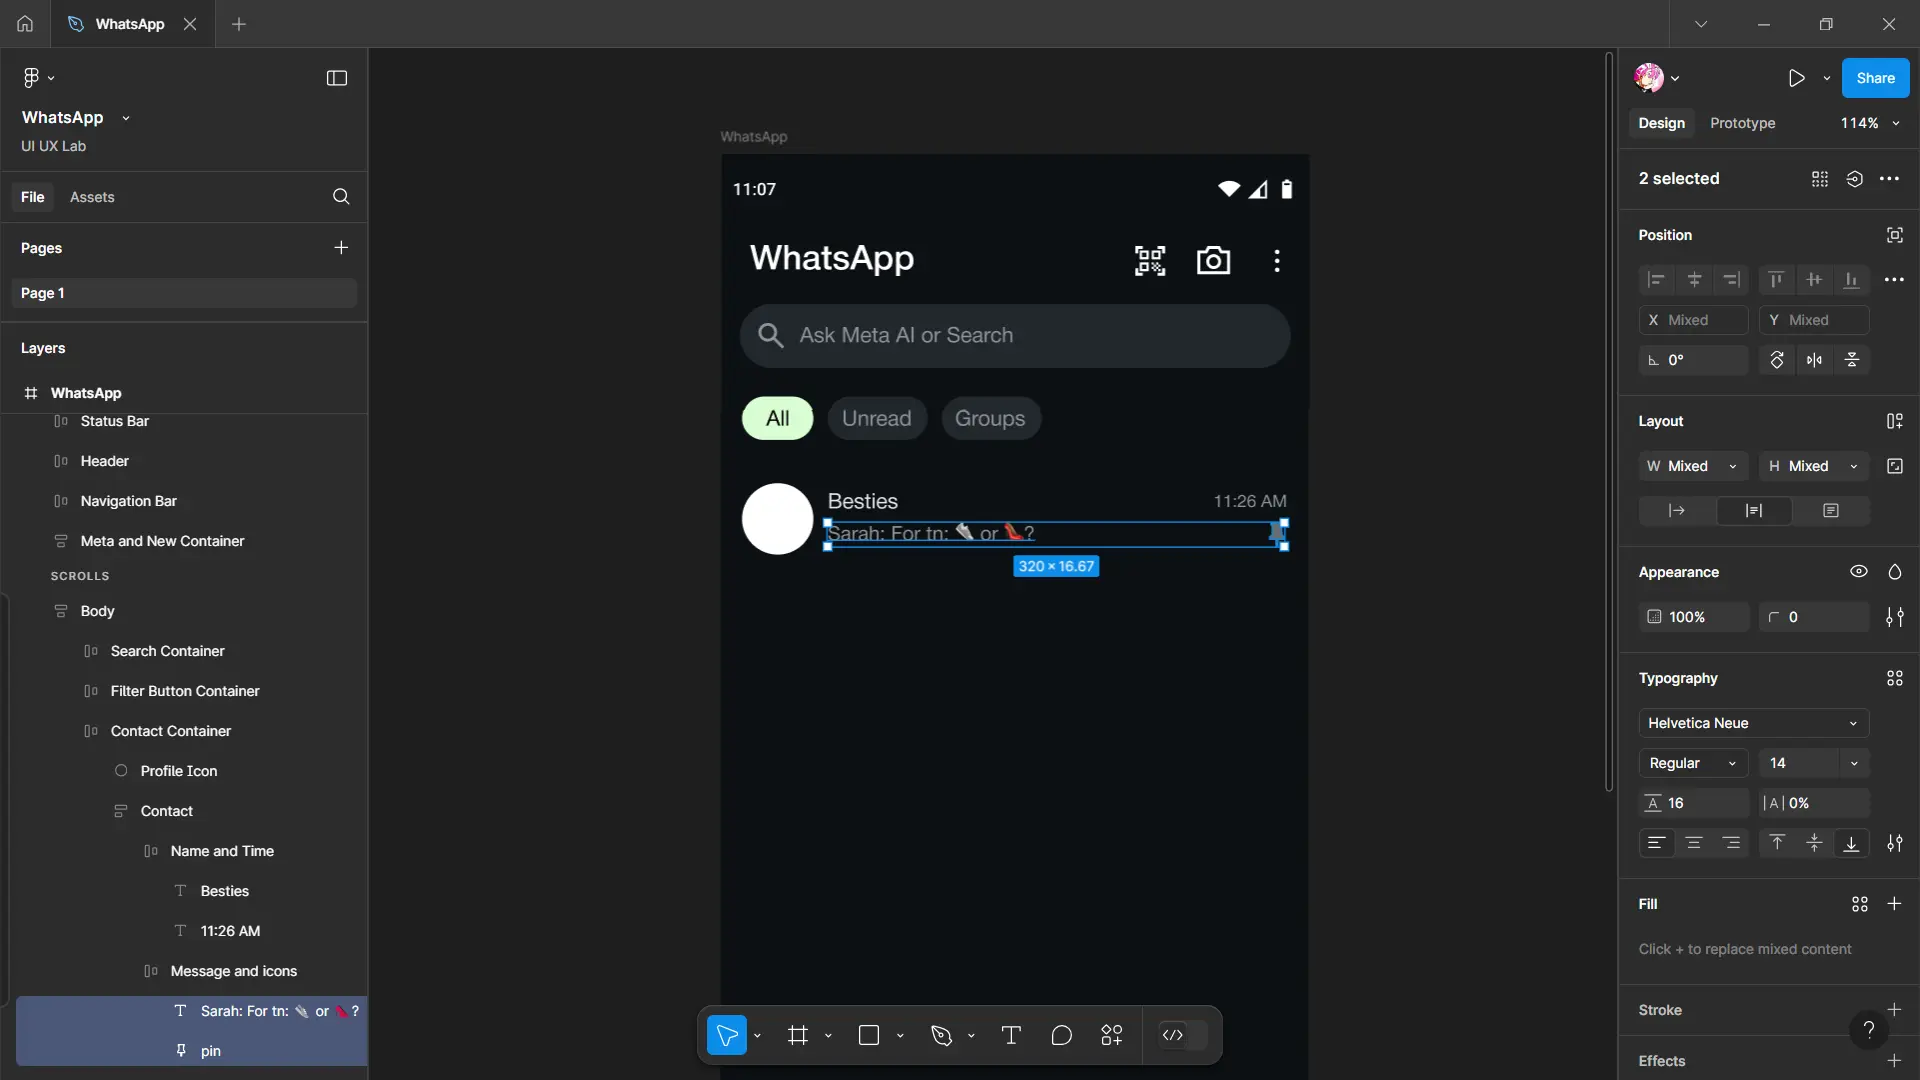 WhatsApp
WhatsApp
UI UX Lab
File
Assets
Pages
Page 1
Layers
WhatsApp
Status Bar
Header
Navigation Bar
Meta and New Container
SCROLLS
Body
Search Container
Filter Button Container
Contact Container
Profile Icon
Contact
Name and Time
Besties
11:26 AM
Message and icons
Sarah: For tn: 👟 or 👠?
pin
WhatsApp
11:07
WhatsApp
Ask Meta AI or Search
All
Unread
Groups
Besties
11:26 AM
Sarah: For tn: 👟 or 👠?
320 × 16.67
Share
Design
Prototype
114%
2 selected
Position
X Mixed
Y Mixed
0°
Layout
W Mixed
H Mixed
Appearance
100%
0
Typography
Helvetica Neue
Regular
14
16
0%
Fill
Click + to replace mixed content
Stroke
?
Effects